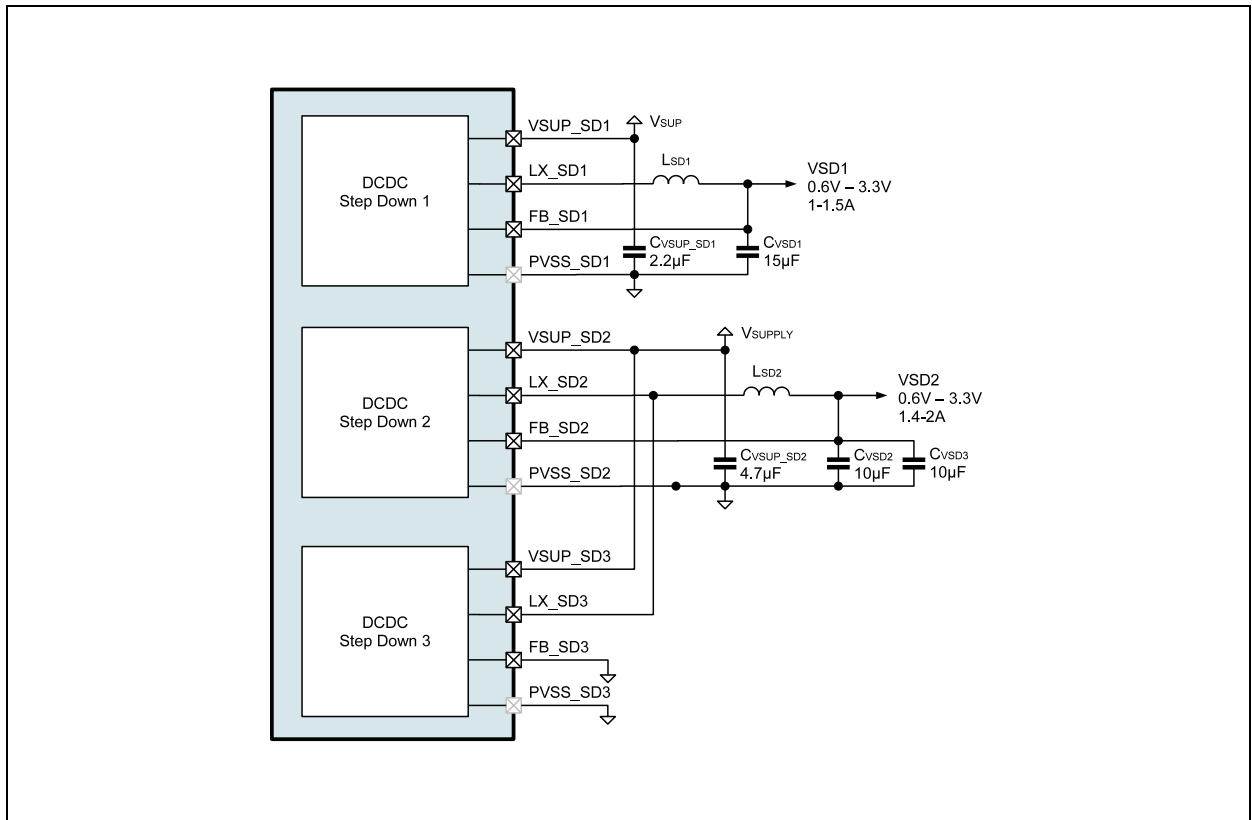 DCDC
Step Down 1
VSUP_SD1
LX_SD1
FB_SD1
PVSS_SD1
VSUP
LSD1
VSD1
0.6V – 3.3V
1-1.5A
CVSUP_SD1
2.2µF
CVSD1
15µF
DCDC
Step Down 2
VSUP_SD2
LX_SD2
FB_SD2
PVSS_SD2
VSUPPLY
LSD2
VSD2
0.6V – 3.3V
1.4-2A
CVSUP_SD2
4.7µF
CVSD2
10µF
CVSD3
10µF
DCDC
Step Down 3
VSUP_SD3
LX_SD3
FB_SD3
PVSS_SD3